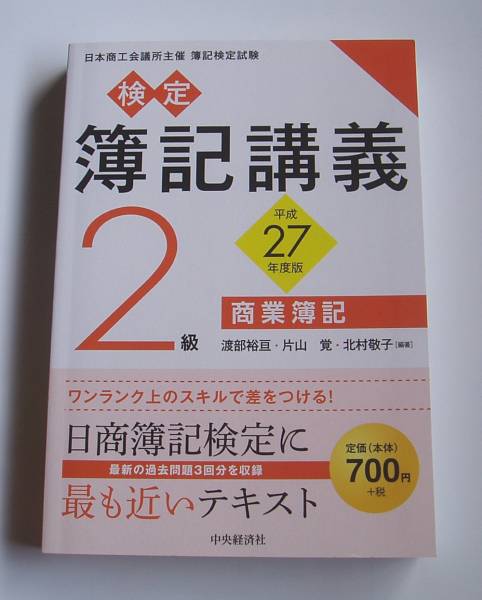 日本商工会議所主催 簿記検定試験
検定
簿記講義
平成
27
年度版
2級
商業簿記
渡部裕亘・片山 覚・北村敬子[編著]
ワンランク上のスキルで差をつける!
日商簿記検定に
最新の過去問題3回分を収録
最も近いテキスト
定価(本体)
700円
+税
中央経済社